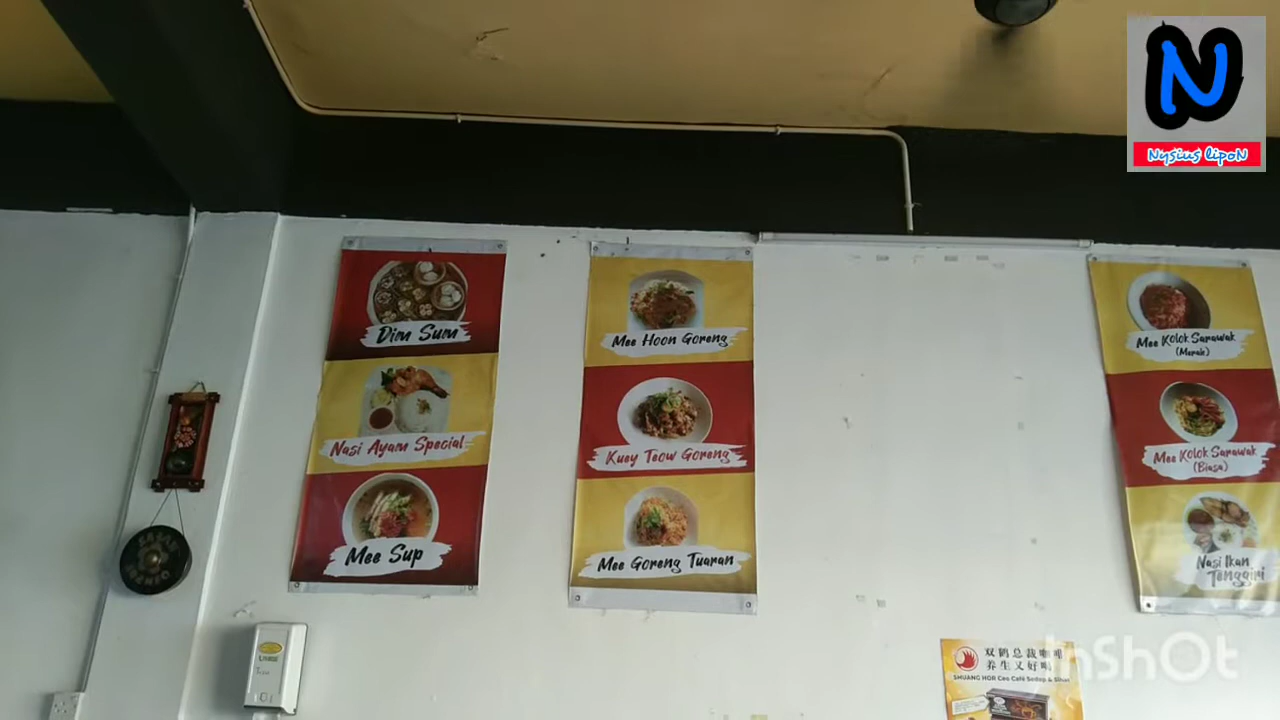 N
Nysius lipoN
Dim Sum
Nasi Ayam Special
Mee Sup
Mee Hoon Goreng
Kuey Teow Goreng
Mee Goreng Tuaran
Mee Kolok Sarawak
(Merah)
Mee Kolok Sarawak
(Biasa)
Nasi Ikan
Tenggiri
双鹤总裁咖啡
养生又好喝
SHUANG HOR Ceo Café Sedap & Sihat
InShOt